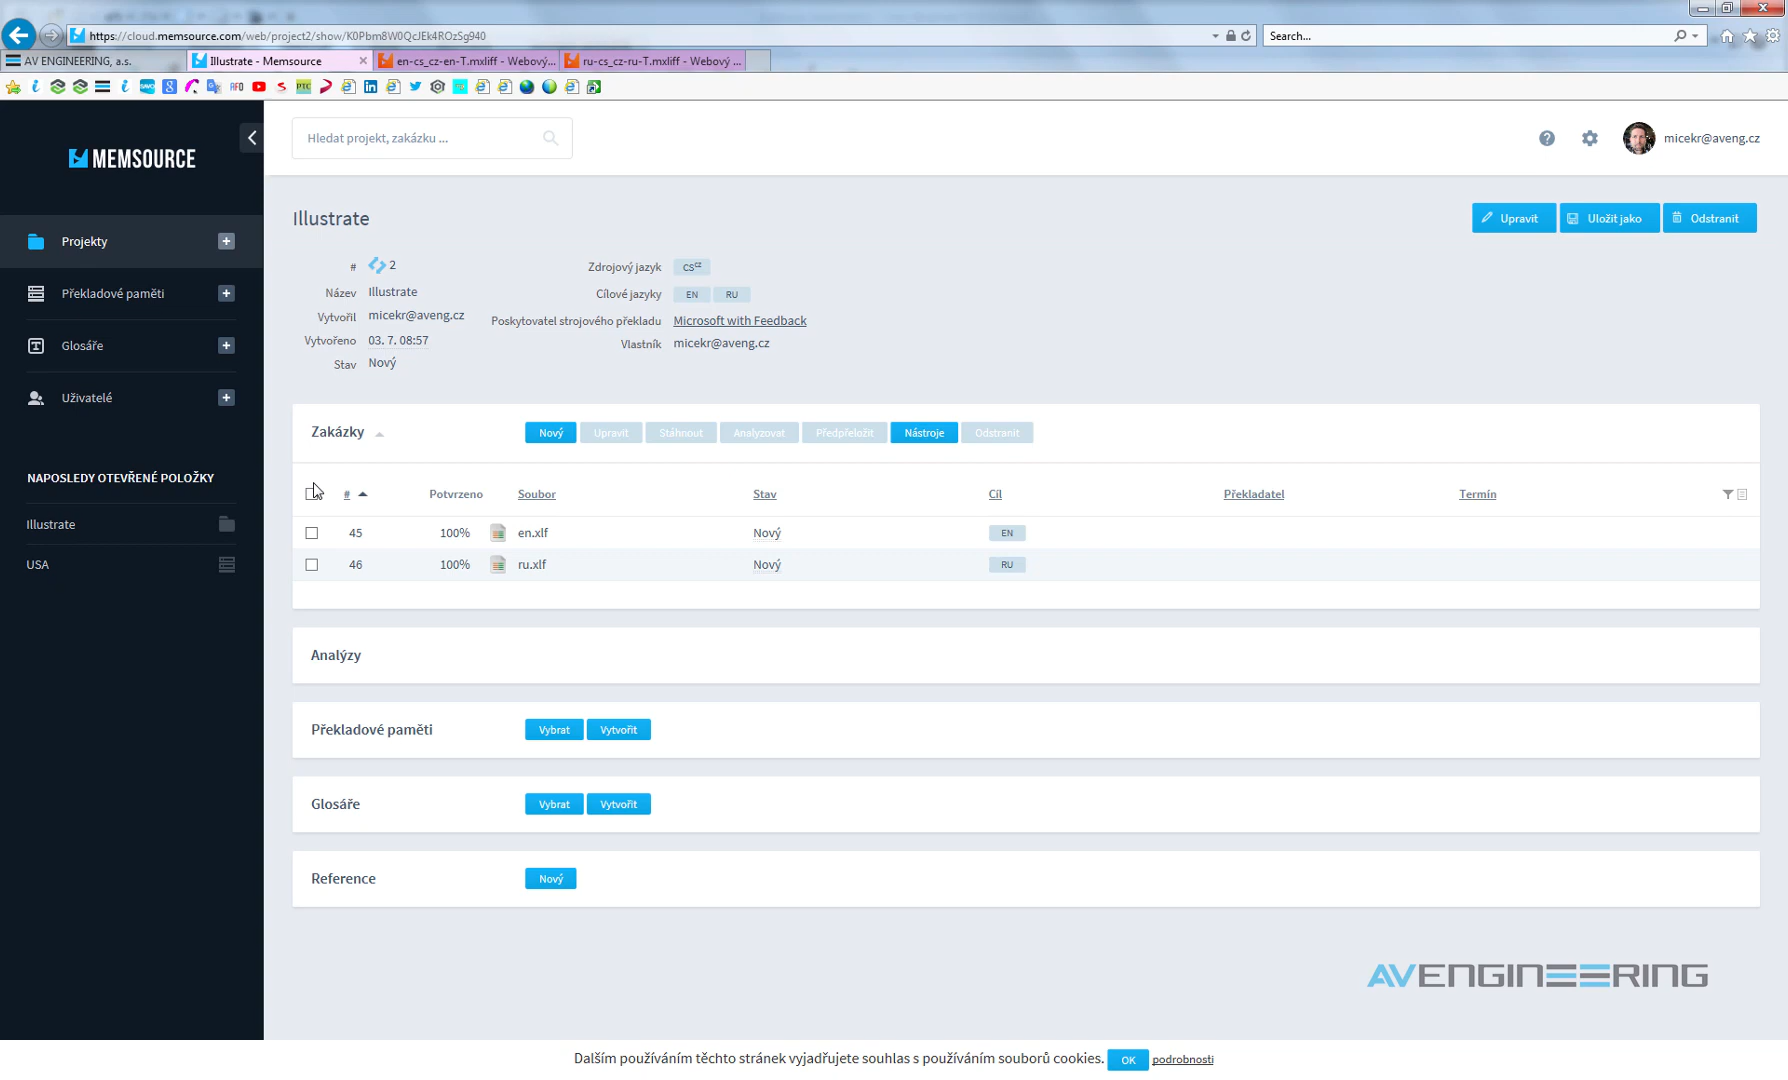 https://cloud.memsource.com/web/project2/show/K0Pbm8W0QcJEk4ROzSg940
Search...
AV ENGINEERING, a.s.
Illustrate - Memsource
en-cs_cz-en-T.mxliff - Webový...
ru-cs_cz-ru-T.mxliff - Webový ...
MEMSOURCE
Hledat projekt, zakázku ...
micekr@aveng.cz
Projekty
Překladové paměti
Glosáře
Uživatelé
NAPOSLEDY OTEVŘENÉ POLOŽKY
Illustrate
USA
Illustrate
Upravit
Uložit jako
Odstranit
# 2
Název Illustrate
Vytvořil micekr@aveng.cz
Vytvořeno 03. 7. 08:57
Stav Nový
Zdrojový jazyk CS CZ
Cílové jazyky EN RU
Poskytovatel strojového překladu Microsoft with Feedback
Vlastník micekr@aveng.cz
Zakázky Nový Upravit Stáhnout Analyzovat Předpřeložit Nástroje Odstranit
# Potvrzeno Soubor Stav Cíl Překladatel Termín
45 100% en.xlf Nový EN
46 100% ru.xlf Nový RU
Analýzy
Překladové paměti Vybrat Vytvořit
Glosáře Vybrat Vytvořit
Reference Nový
AVENGINEERING
Dalším používáním těchto stránek vyjadřujete souhlas s používáním souborů cookies. OK podrobnosti